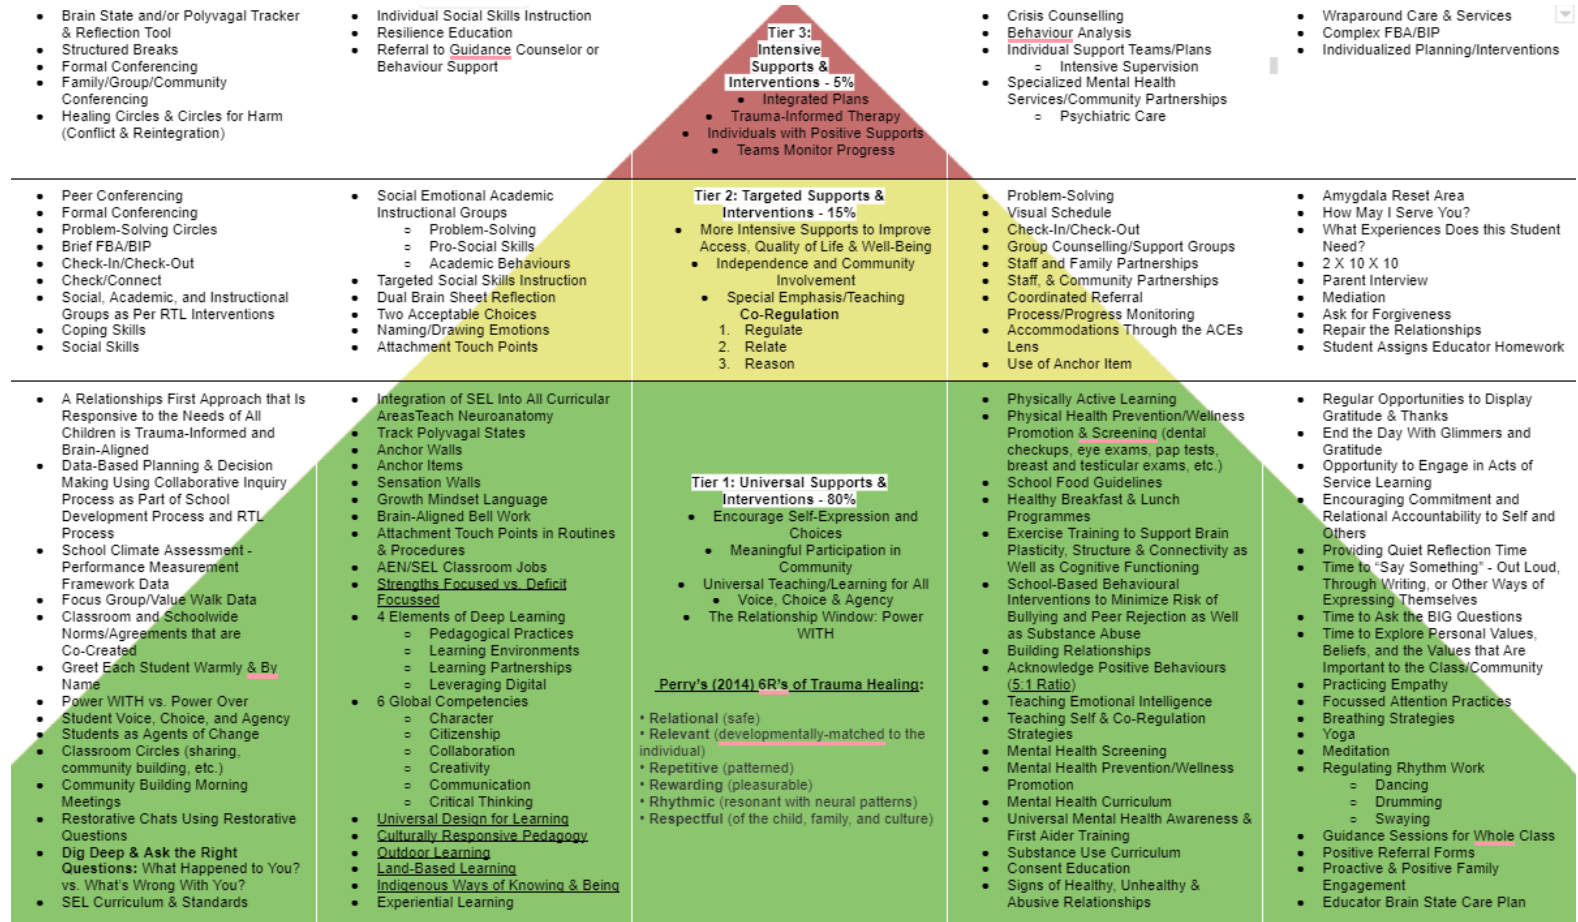 • Brain State and/or Polyvagal Tracker
& Reflection Tool
• Structured Breaks
• Formal Conferencing
• Family/Group/Community
Conferencing
• Healing Circles & Circles for Harm
(Conflict & Reintegration)
• Individual Social Skills Instruction
• Resilience Education
• Referral to Guidance Counselor or
Behaviour Support
Tier 3:
Intensive
Supports &
Interventions - 5%
• Integrated Plans
• Trauma-Informed Therapy
• Individuals with Positive Supports
• Teams Monitor Progress
• Crisis Counselling
• Behaviour Analysis
• Individual Support Teams/Plans
○ Intensive Supervision
• Specialized Mental Health
Services/Community Partnerships
○ Psychiatric Care
• Wraparound Care & Services
• Complex FBA/BIP
• Individualized Planning/Interventions
• Peer Conferencing
• Formal Conferencing
• Problem-Solving Circles
• Brief FBA/BIP
• Check-In/Check-Out
• Check/Connect
• Social, Academic, and Instructional
Groups as Per RTL Interventions
• Coping Skills
• Social Skills
• Social Emotional Academic
Instructional Groups
○ Problem-Solving
○ Pro-Social Skills
○ Academic Behaviours
• Targeted Social Skills Instruction
• Dual Brain Sheet Reflection
• Two Acceptable Choices
• Naming/Drawing Emotions
• Attachment Touch Points
Tier 2: Targeted Supports &
Interventions - 15%
• More Intensive Supports to Improve
Access, Quality of Life & Well-Being
• Independence and Community
Involvement
• Special Emphasis/Teaching
Co-Regulation
1. Regulate
2. Relate
3. Reason
• Problem-Solving
• Visual Schedule
• Check-In/Check-Out
• Group Counselling/Support Groups
• Staff and Family Partnerships
• Staff, & Community Partnerships
• Coordinated Referral
Process/Progress Monitoring
• Accommodations Through the ACEs
Lens
• Use of Anchor Item
• Amygdala Reset Area
• How May I Serve You?
• What Experiences Does this Student
Need?
• 2 X 10 X 10
• Parent Interview
• Mediation
• Ask for Forgiveness
• Repair the Relationships
• Student Assigns Educator Homework
• A Relationships First Approach that Is
Responsive to the Needs of All
Children is Trauma-Informed and
Brain-Aligned
• Data-Based Planning & Decision
Making Using Collaborative Inquiry
Process as Part of School
Development Process and RTL
Process
• School Climate Assessment -
Performance Measurement
Framework Data
• Focus Group/Value Walk Data
• Classroom and Schoolwide
Norms/Agreements that are
Co-Created
• Greet Each Student Warmly & By
Name
• Power WITH vs. Power Over
• Student Voice, Choice, and Agency
• Students as Agents of Change
• Classroom Circles (sharing,
community building, etc.)
• Community Building Morning
Meetings
• Restorative Chats Using Restorative
Questions
• Dig Deep & Ask the Right
Questions: What Happened to You?
vs. What's Wrong With You?
• SEL Curriculum & Standards
• Integration of SEL Into All Curricular
AreasTeach Neuroanatomy
• Track Polyvagal States
• Anchor Walls
• Anchor Items
• Sensation Walls
• Growth Mindset Language
• Brain-Aligned Bell Work
• Attachment Touch Points in Routines
& Procedures
• AEN/SEL Classroom Jobs
• Strengths Focused vs. Deficit
Focussed
• 4 Elements of Deep Learning
○ Pedagogical Practices
○ Learning Environments
○ Learning Partnerships
○ Leveraging Digital
• 6 Global Competencies
○ Character
○ Citizenship
○ Collaboration
○ Creativity
○ Communication
○ Critical Thinking
• Universal Design for Learning
• Culturally Responsive Pedagogy
• Outdoor Learning
• Land-Based Learning
• Indigenous Ways of Knowing & Being
• Experiential Learning
Tier 1: Universal Supports &
Interventions - 80%
• Encourage Self-Expression and
Choices
• Meaningful Participation in
Community
• Universal Teaching/Learning for All
• Voice, Choice & Agency
• The Relationship Window: Power
WITH
Perry's (2014) 6R's of Trauma Healing:
• Relational (safe)
• Relevant (developmentally-matched to the
individual)
• Repetitive (patterned)
• Rewarding (pleasurable)
• Rhythmic (resonant with neural patterns)
• Respectful (of the child, family, and culture)
• Physically Active Learning
• Physical Health Prevention/Wellness
Promotion & Screening (dental
checkups, eye exams, pap tests,
breast and testicular exams, etc.)
• School Food Guidelines
• Healthy Breakfast & Lunch
Programmes
• Exercise Training to Support Brain
Plasticity, Structure & Connectivity as
Well as Cognitive Functioning
• School-Based Behavioural
Interventions to Minimize Risk of
Bullying and Peer Rejection as Well
as Substance Abuse
• Building Relationships
• Acknowledge Positive Behaviours
(5:1 Ratio)
• Teaching Emotional Intelligence
• Teaching Self & Co-Regulation
Strategies
• Mental Health Screening
• Mental Health Prevention/Wellness
Promotion
• Mental Health Curriculum
• Universal Mental Health Awareness &
First Aider Training
• Substance Use Curriculum
• Consent Education
• Signs of Healthy, Unhealthy &
Abusive Relationships
• Regular Opportunities to Display
Gratitude & Thanks
• End the Day With Glimmers and
Gratitude
• Opportunity to Engage in Acts of
Service Learning
• Encouraging Commitment and
Relational Accountability to Self and
Others
• Providing Quiet Reflection Time
• Time to “Say Something” - Out Loud,
Through Writing, or Other Ways of
Expressing Themselves
• Time to Ask the BIG Questions
• Time to Explore Personal Values,
Beliefs, and the Values that Are
Important to the Class/Community
• Practicing Empathy
• Focussed Attention Practices
• Breathing Strategies
• Yoga
• Meditation
• Regulating Rhythm Work
○ Dancing
○ Drumming
○ Swaying
• Guidance Sessions for Whole Class
• Positive Referral Forms
• Proactive & Positive Family
Engagement
• Educator Brain State Care Plan